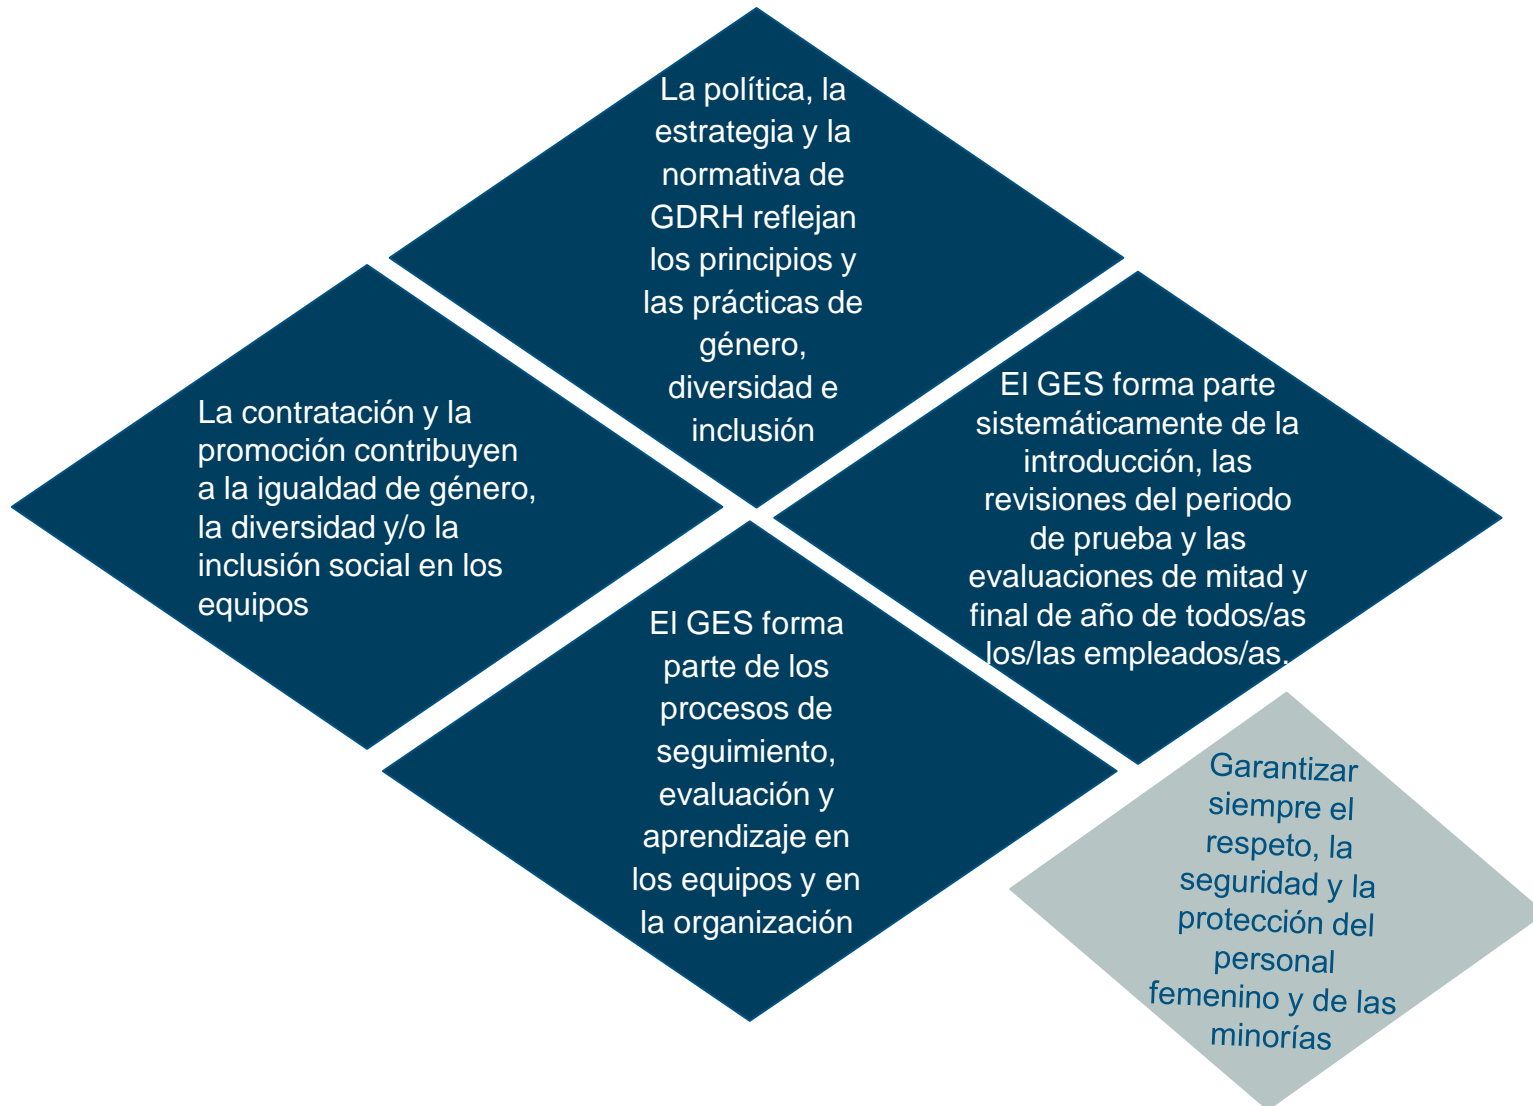 La política, la
estrategia y la
normativa de
GDRH reflejan
los principios y
las prácticas de
género,
diversidad e
inclusión
La contratación y la
promoción contribuyen
a la igualdad de género,
la diversidad y/o la
inclusión social en los
equipos
El GES forma parte
sistemáticamente de la
introducción, las
revisiones del periodo
de prueba y las
evaluaciones de mitad y
final de año de todos/as
los/las empleados/as.
El GES forma
parte de los
procesos de
seguimiento,
evaluación y
aprendizaje en
los equipos y en
la organización
Garantizar
siempre el
respeto, la
seguridad y la
protección del
personal
femenino y de las
minorías